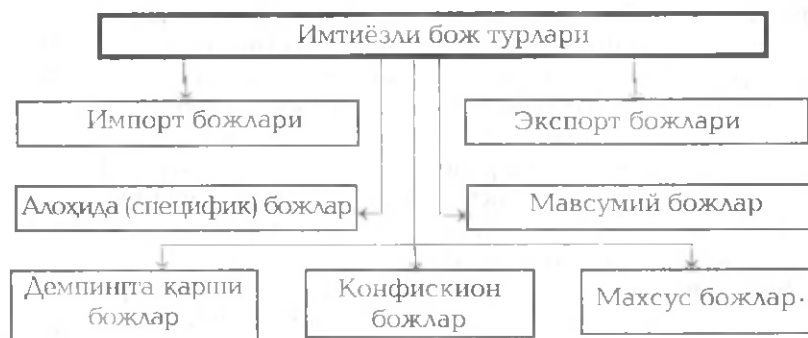 Имтиёзли бож турлари
Импорт божлари
Экспорт божлари
Алоҳида (специфик) божлар
Мавсумий божлар
Демпингга қарши
божлар
Конфискион
божлар
Махсус божлар